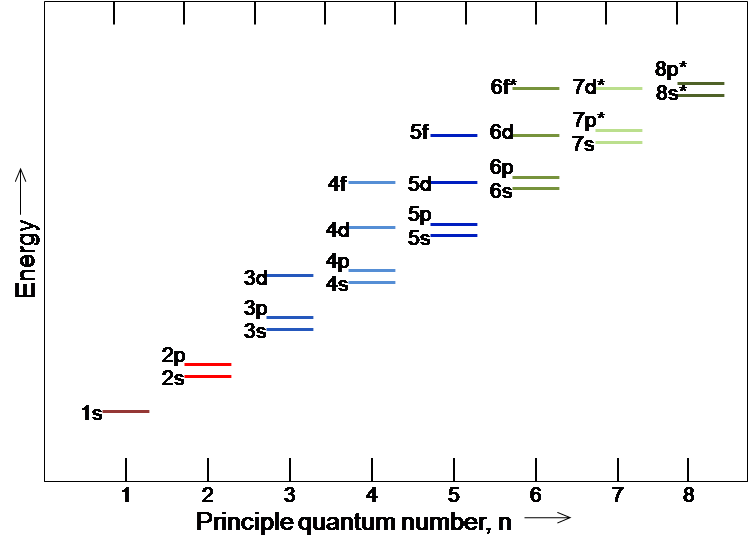 8p*
6f* 7d* 8s*
7p*
5f 6d 7s
6p
4f 5d 6s
5p
4d 5s
4p
3d 4s
3p
3s
2p
2s
1s
Energy
1 2 3 4 5 6 7 8
Principle quantum number, n